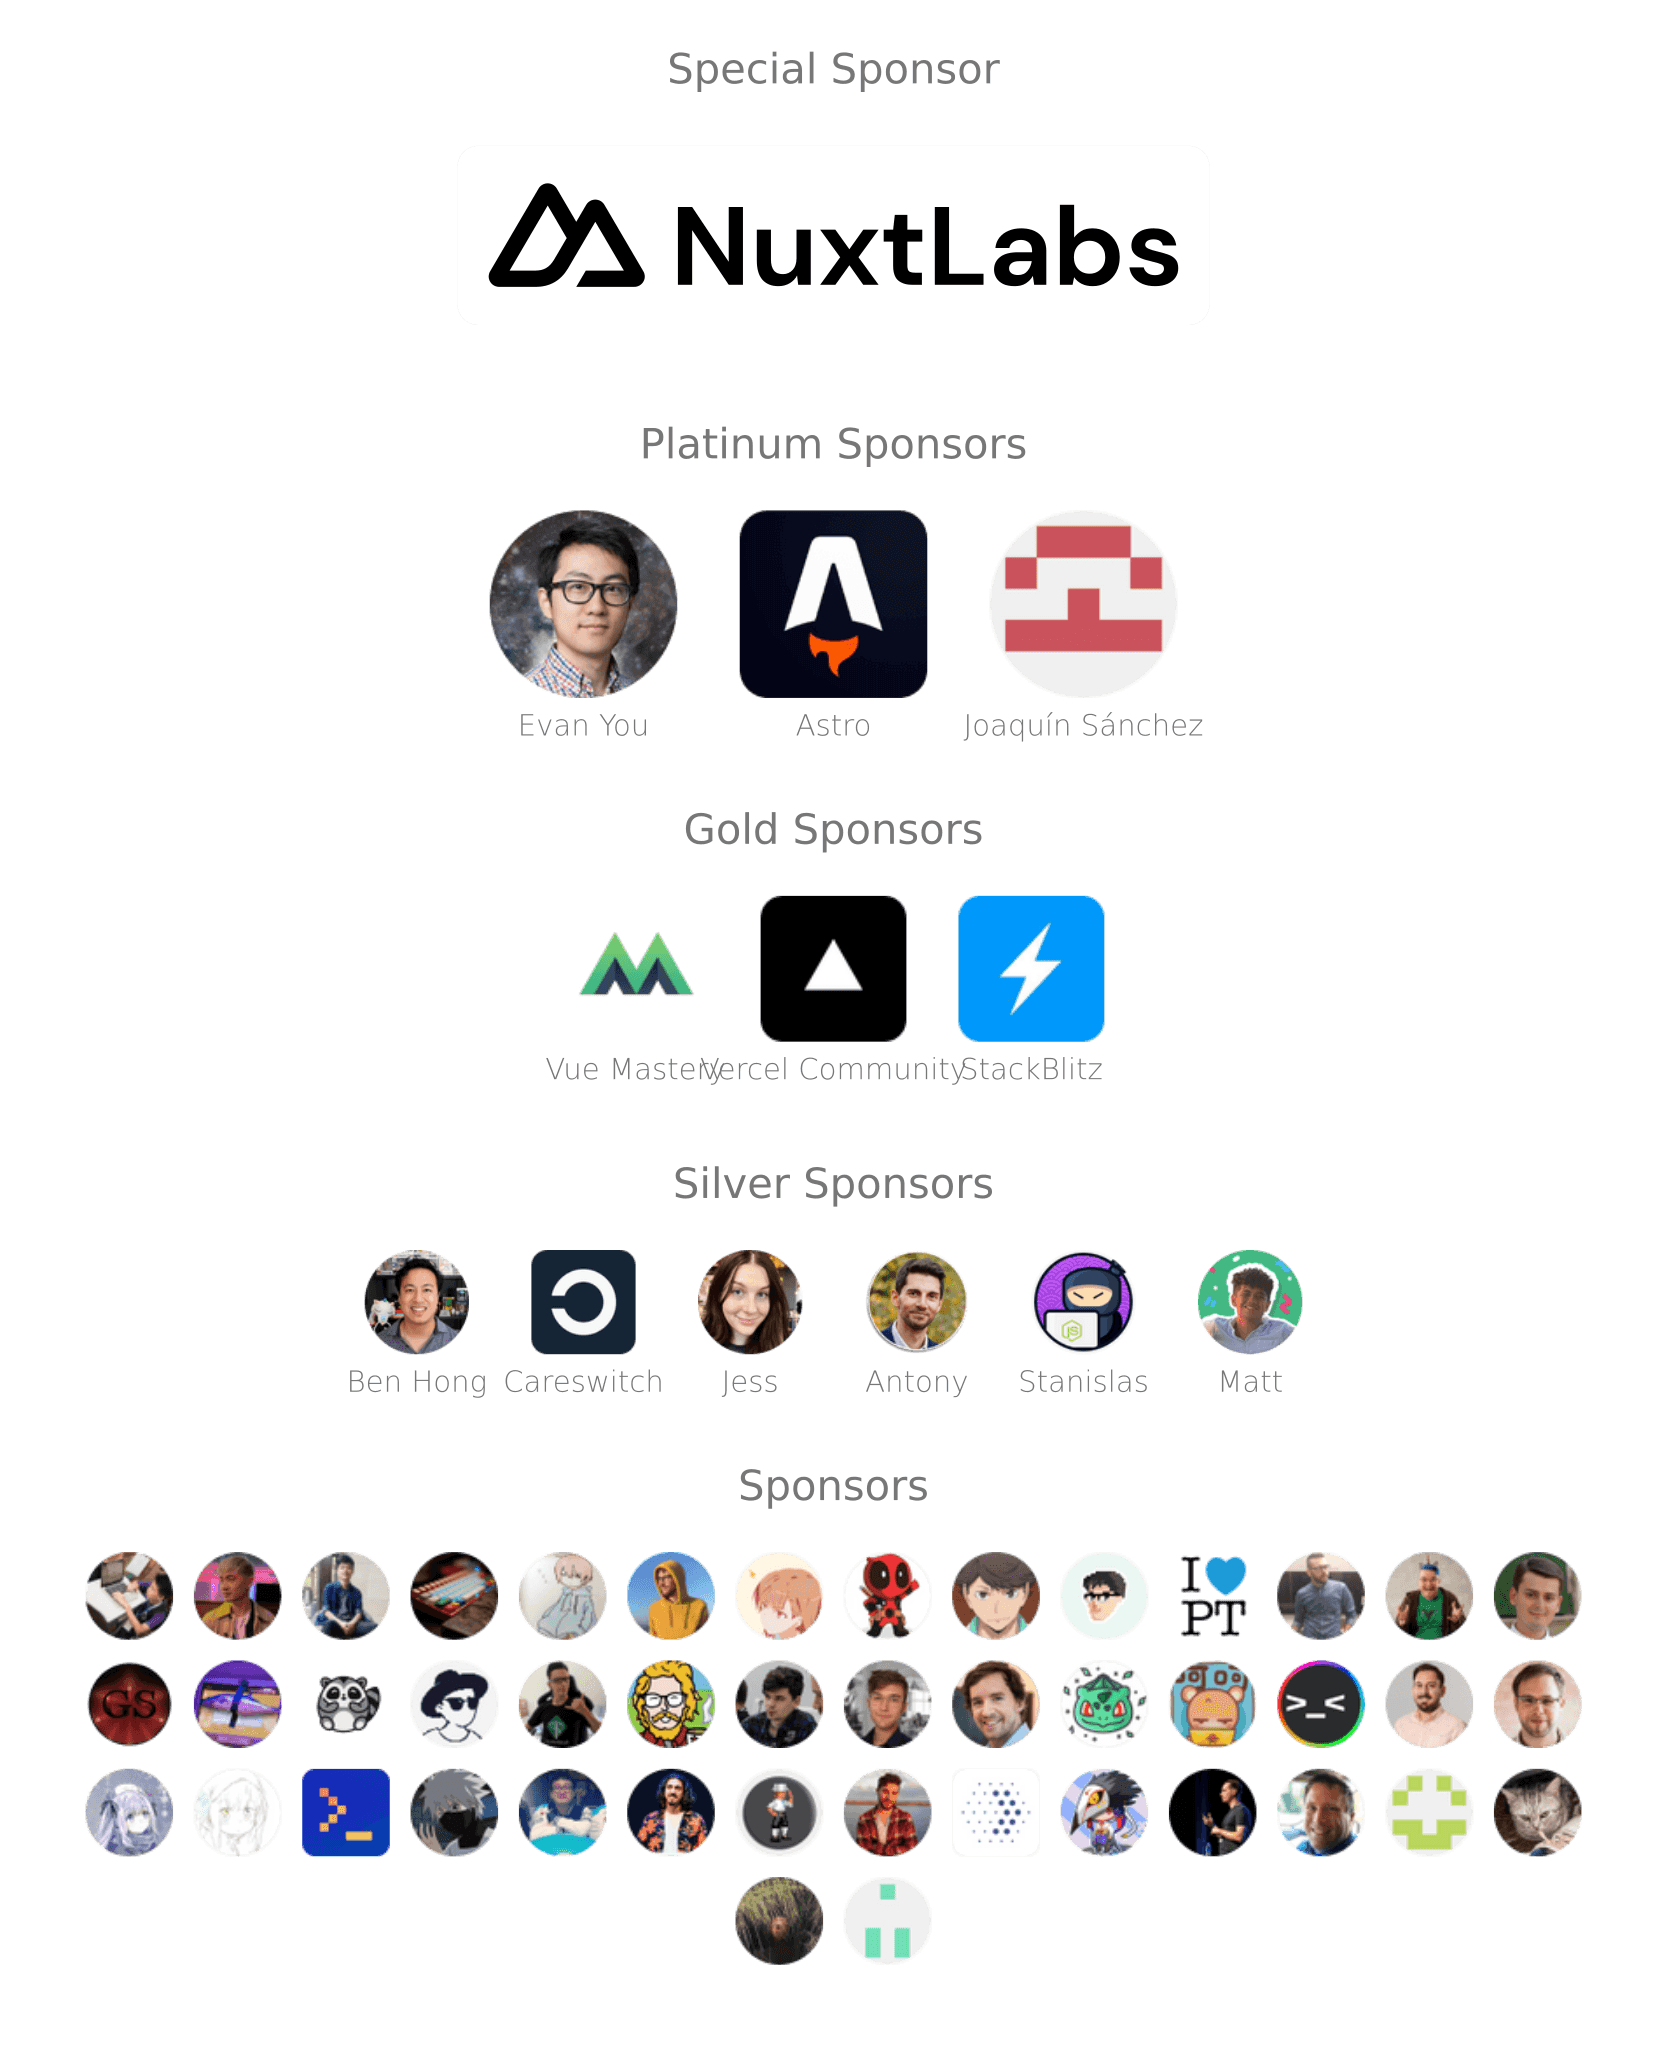 Special Sponsor
NuxtLabs
Platinum Sponsors
Evan You Astro Joaquín Sánchez
Gold Sponsors
Vue Mastery Vercel Community StackBlitz
Silver Sponsors
JS
Ben Hong Careswitch Jess Antony Stanislas Matt
Sponsors
I
PT
GS
>_<